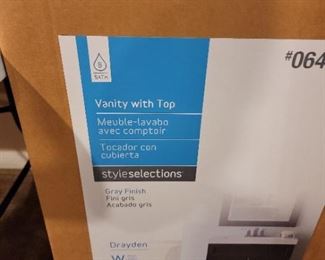 BATH
#064
Vanity with Top
Meuble-lavabo
avec comptoir
Tocador con
cubierta
styleselections
Gray Finish
Fini gris
Acabado gris
Drayden
W